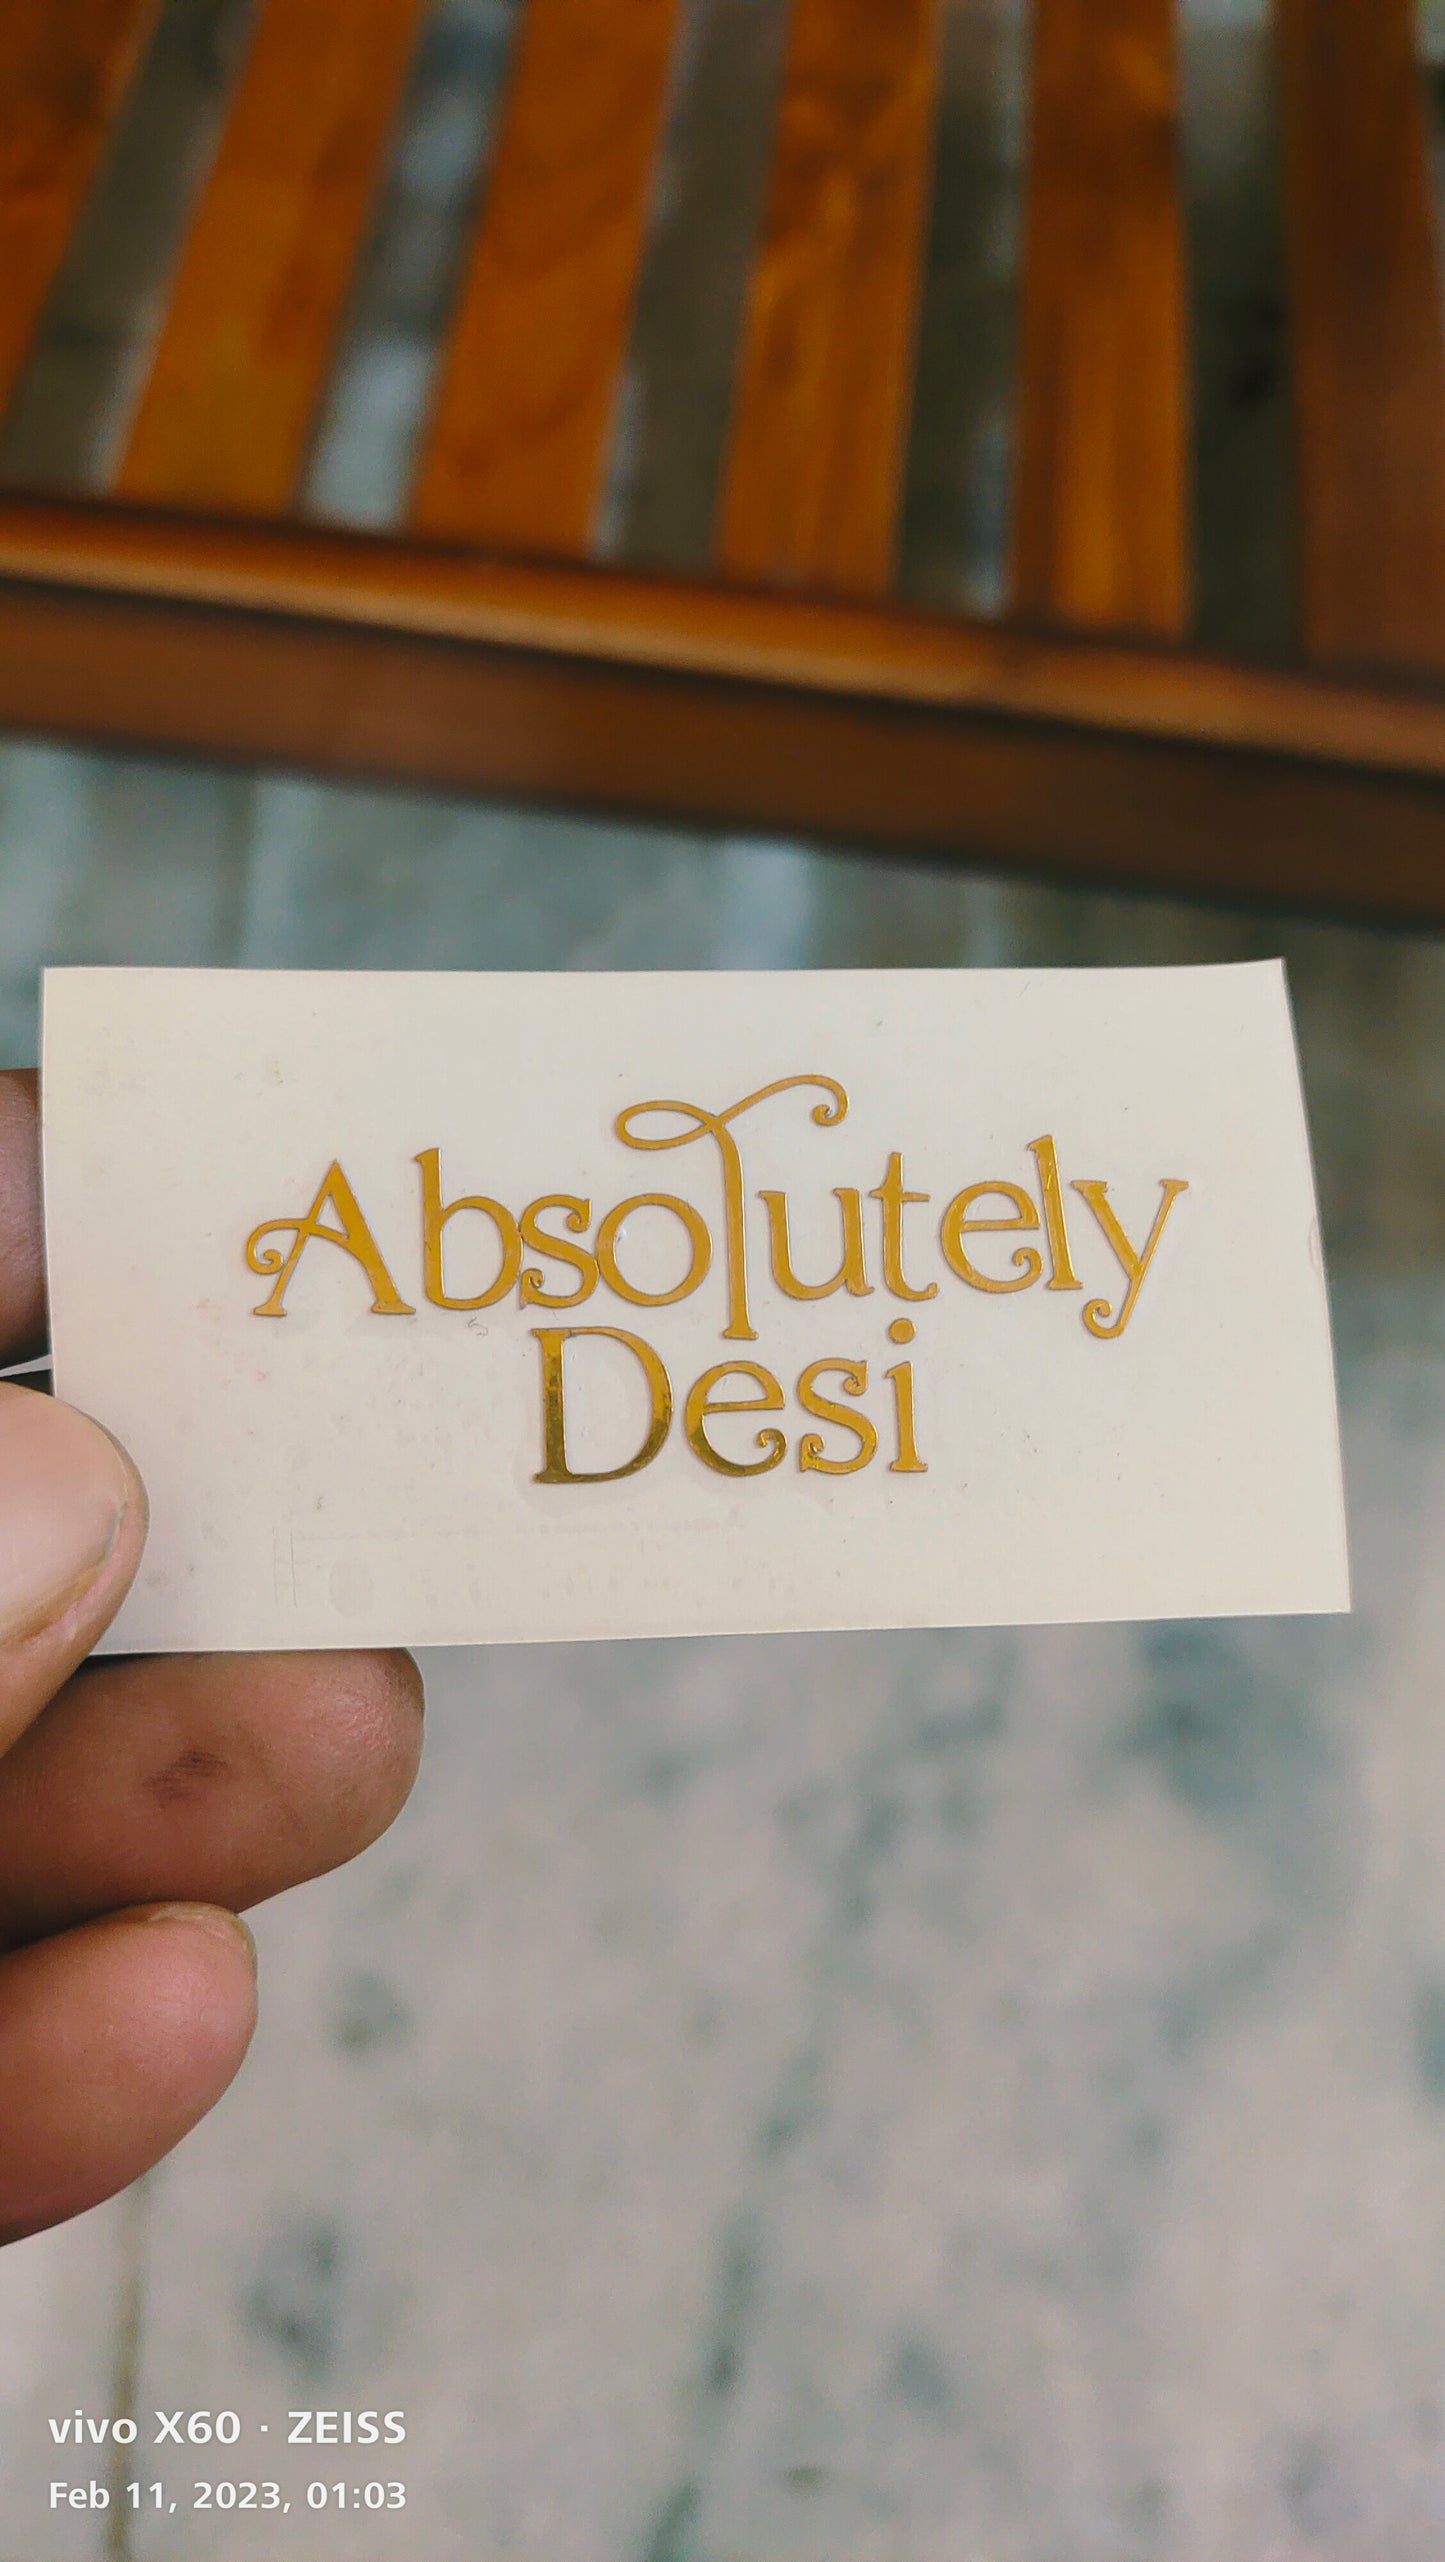 Absolutely
Desi
vivo X60 · ZEISS
Feb 11, 2023, 01:03